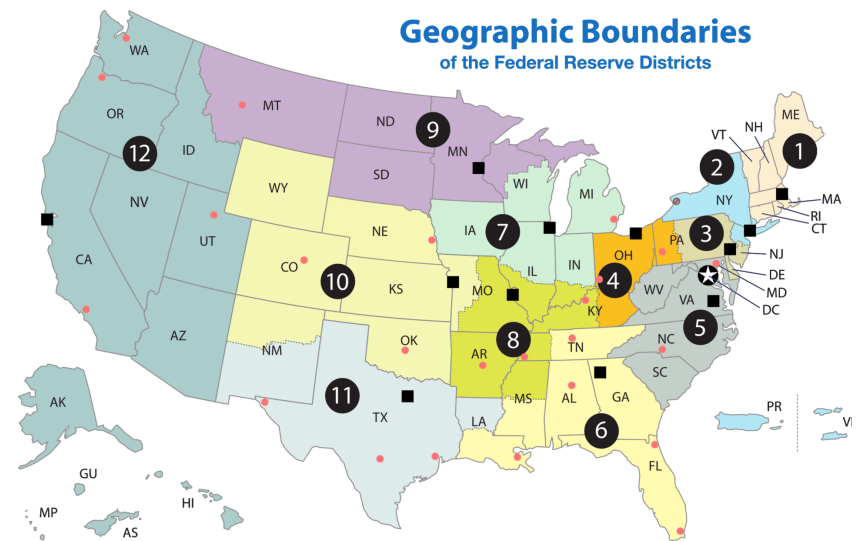 Geographic Boundaries
of the Federal Reserve Districts
WA
OR
ID
MT
ND
MN
9
12
NV
CA
UT
AZ
WY
SD
NE
CO
10
KS
NM
OK
11
TX
IA
7
WI
MI
IL
IN
MO
8
AR
MS
LA
OH
4
KY
TN
AL
GA
6
FL
WV
VA
5
NC
SC
PA
3
NY
2
VT
NH
ME
1
MA
RI
CT
NJ
DE
MD
DC
AK
GU
MP
AS
HI
PR